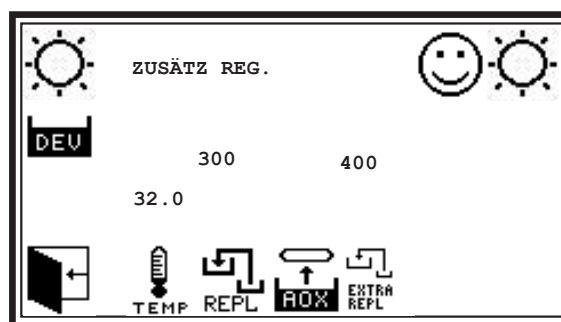 ZUSÄTZ REG.
DEV
300 400
32.0
TEMP REPL AOX EXTRA
REPL